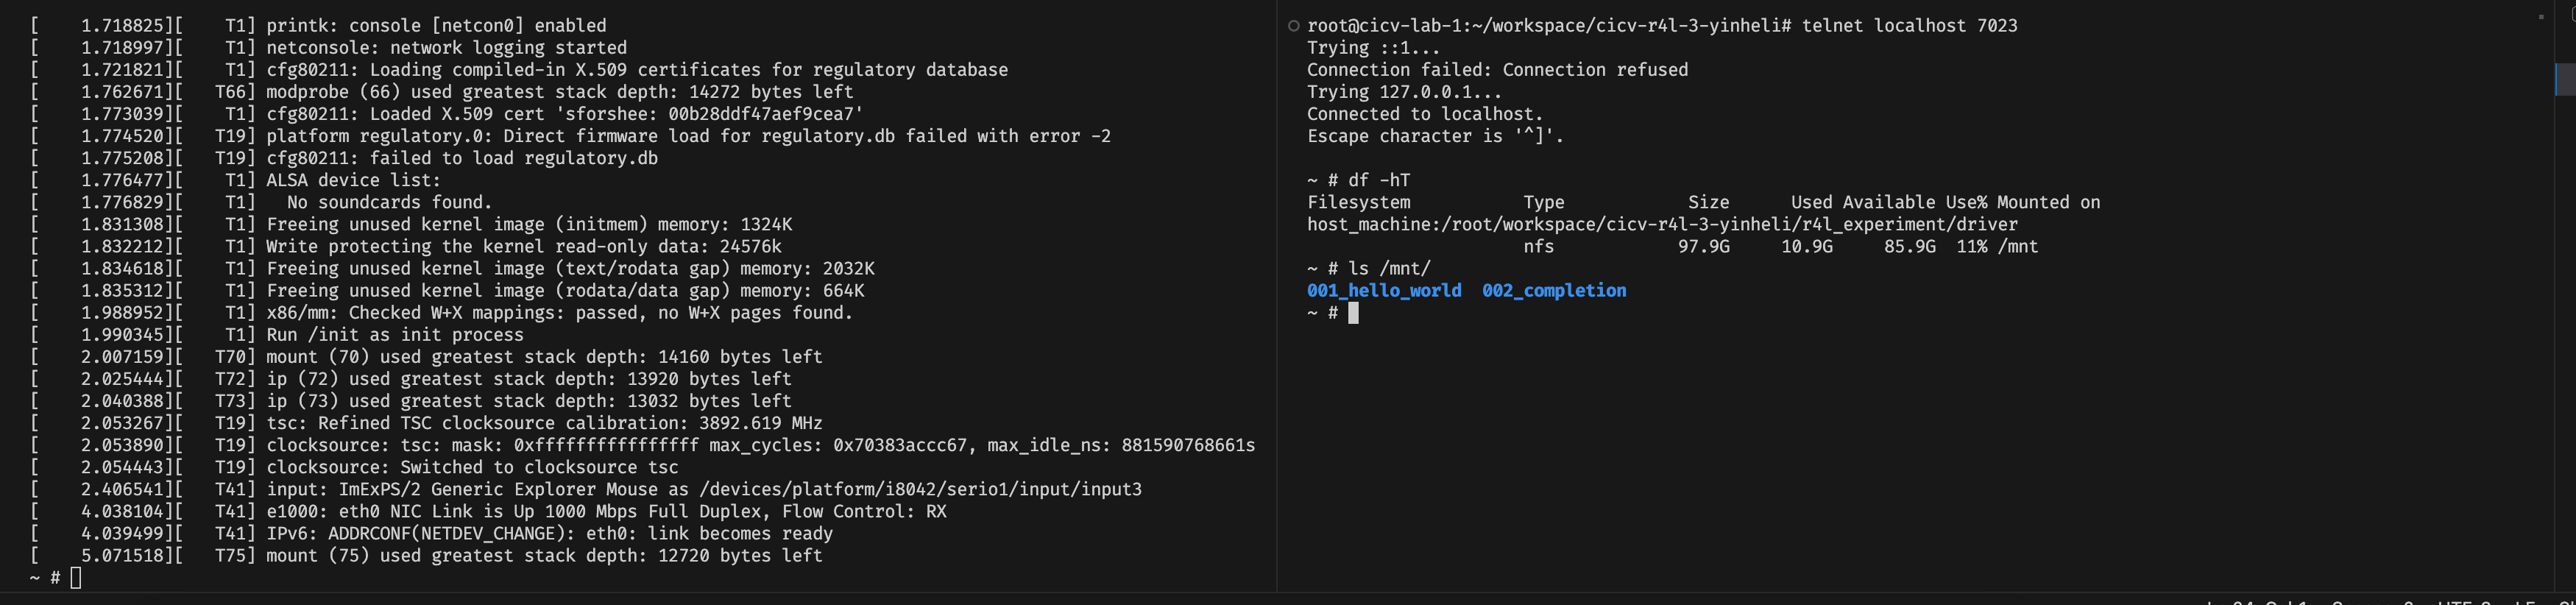 [    1.718825][    T1] printk: console [netcon0] enabled
[    1.718997][    T1] netconsole: network logging started
[    1.721821][    T1] cfg80211: Loading compiled-in X.509 certificates for regulatory database
[    1.762671][   T66] modprobe (66) used greatest stack depth: 14272 bytes left
[    1.773039][    T1] cfg80211: Loaded X.509 cert 'sforshee: 00b28ddf47aef9cea7'
[    1.774520][   T19] platform regulatory.0: Direct firmware load for regulatory.db failed with error -2
[    1.775208][   T19] cfg80211: failed to load regulatory.db
[    1.776477][    T1] ALSA device list:
[    1.776829][    T1]   No soundcards found.
[    1.831308][    T1] Freeing unused kernel image (initmem) memory: 1324K
[    1.832212][    T1] Write protecting the kernel read-only data: 24576k
[    1.834618][    T1] Freeing unused kernel image (text/rodata gap) memory: 2032K
[    1.835312][    T1] Freeing unused kernel image (rodata/data gap) memory: 664K
[    1.988952][    T1] x86/mm: Checked W+X mappings: passed, no W+X pages found.
[    1.990345][    T1] Run /init as init process
[    2.007159][   T70] mount (70) used greatest stack depth: 14160 bytes left
[    2.025444][   T72] ip (72) used greatest stack depth: 13920 bytes left
[    2.040388][   T73] ip (73) used greatest stack depth: 13032 bytes left
[    2.053267][   T19] tsc: Refined TSC clocksource calibration: 3892.619 MHz
[    2.053890][   T19] clocksource: tsc: mask: 0xffffffffffffffff max_cycles: 0x70383accc67, max_idle_ns: 881590768661s
[    2.054443][   T19] clocksource: Switched to clocksource tsc
[    2.406541][   T41] input: ImExPS/2 Generic Explorer Mouse as /devices/platform/i8042/serio1/input/input3
[    4.038104][   T41] e1000: eth0 NIC Link is Up 1000 Mbps Full Duplex, Flow Control: RX
[    4.039499][   T41] IPv6: ADDRCONF(NETDEV_CHANGE): eth0: link becomes ready
[    5.071518][   T75] mount (75) used greatest stack depth: 12720 bytes left
~ #
root@cicv-lab-1:~/workspace/cicv-r4l-3-yinheli# telnet localhost 7023
Trying ::1...
Connection failed: Connection refused
Trying 127.0.0.1...
Connected to localhost.
Escape character is '^]'.
~ # df -hT
Filesystem           Type            Size      Used Available Use% Mounted on
host_machine:/root/workspace/cicv-r4l-3-yinheli/r4l_experiment/driver
                     nfs            97.9G     10.9G     85.9G  11% /mnt
~ # ls /mnt/
001_hello_world  002_completion
~ #